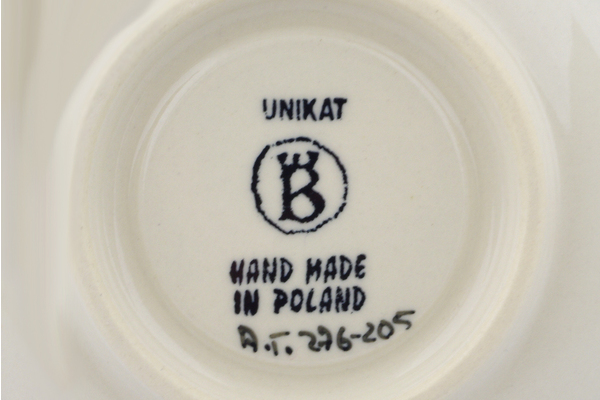 UNIKAT
B
HAND MADE
IN POLAND
A.T. 276-205